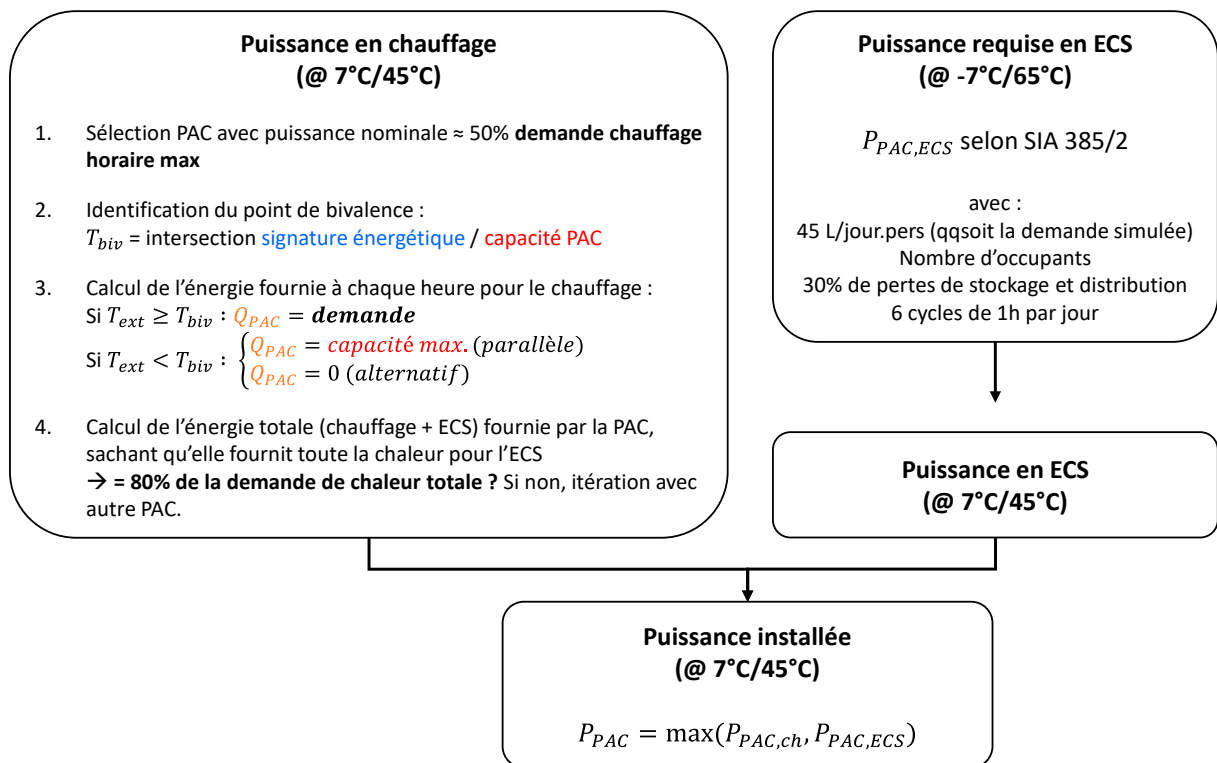 Puissance en chauffage
(@ 7°C/45°C)
1. Sélection PAC avec puissance nominale ≈ 50% demande chauffage
horaire max
2. Identification du point de bivalence :
T_biv = intersection signature énergétique / capacité PAC
3. Calcul de l’énergie fournie à chaque heure pour le chauffage :
Si T_ext ≥ T_biv : Q_PAC = demande
Si T_ext < T_biv : { Q_PAC = capacité max. (parallèle)
Q_PAC = 0 (alternatif)
4. Calcul de l’énergie totale (chauffage + ECS) fournie par la PAC,
sachant qu’elle fournit toute la chaleur pour l’ECS
→ = 80% de la demande de chaleur totale ? Si non, itération avec
autre PAC.
Puissance requise en ECS
(@ -7°C/65°C)
P_PAC,ECS selon SIA 385/2
avec :
45 L/jour.pers (qqsoit la demande simulée)
Nombre d’occupants
30% de pertes de stockage et distribution
6 cycles de 1h par jour
Puissance en ECS
(@ 7°C/45°C)
Puissance installée
(@ 7°C/45°C)
P_PAC = max(P_PAC,ch, P_PAC,ECS)